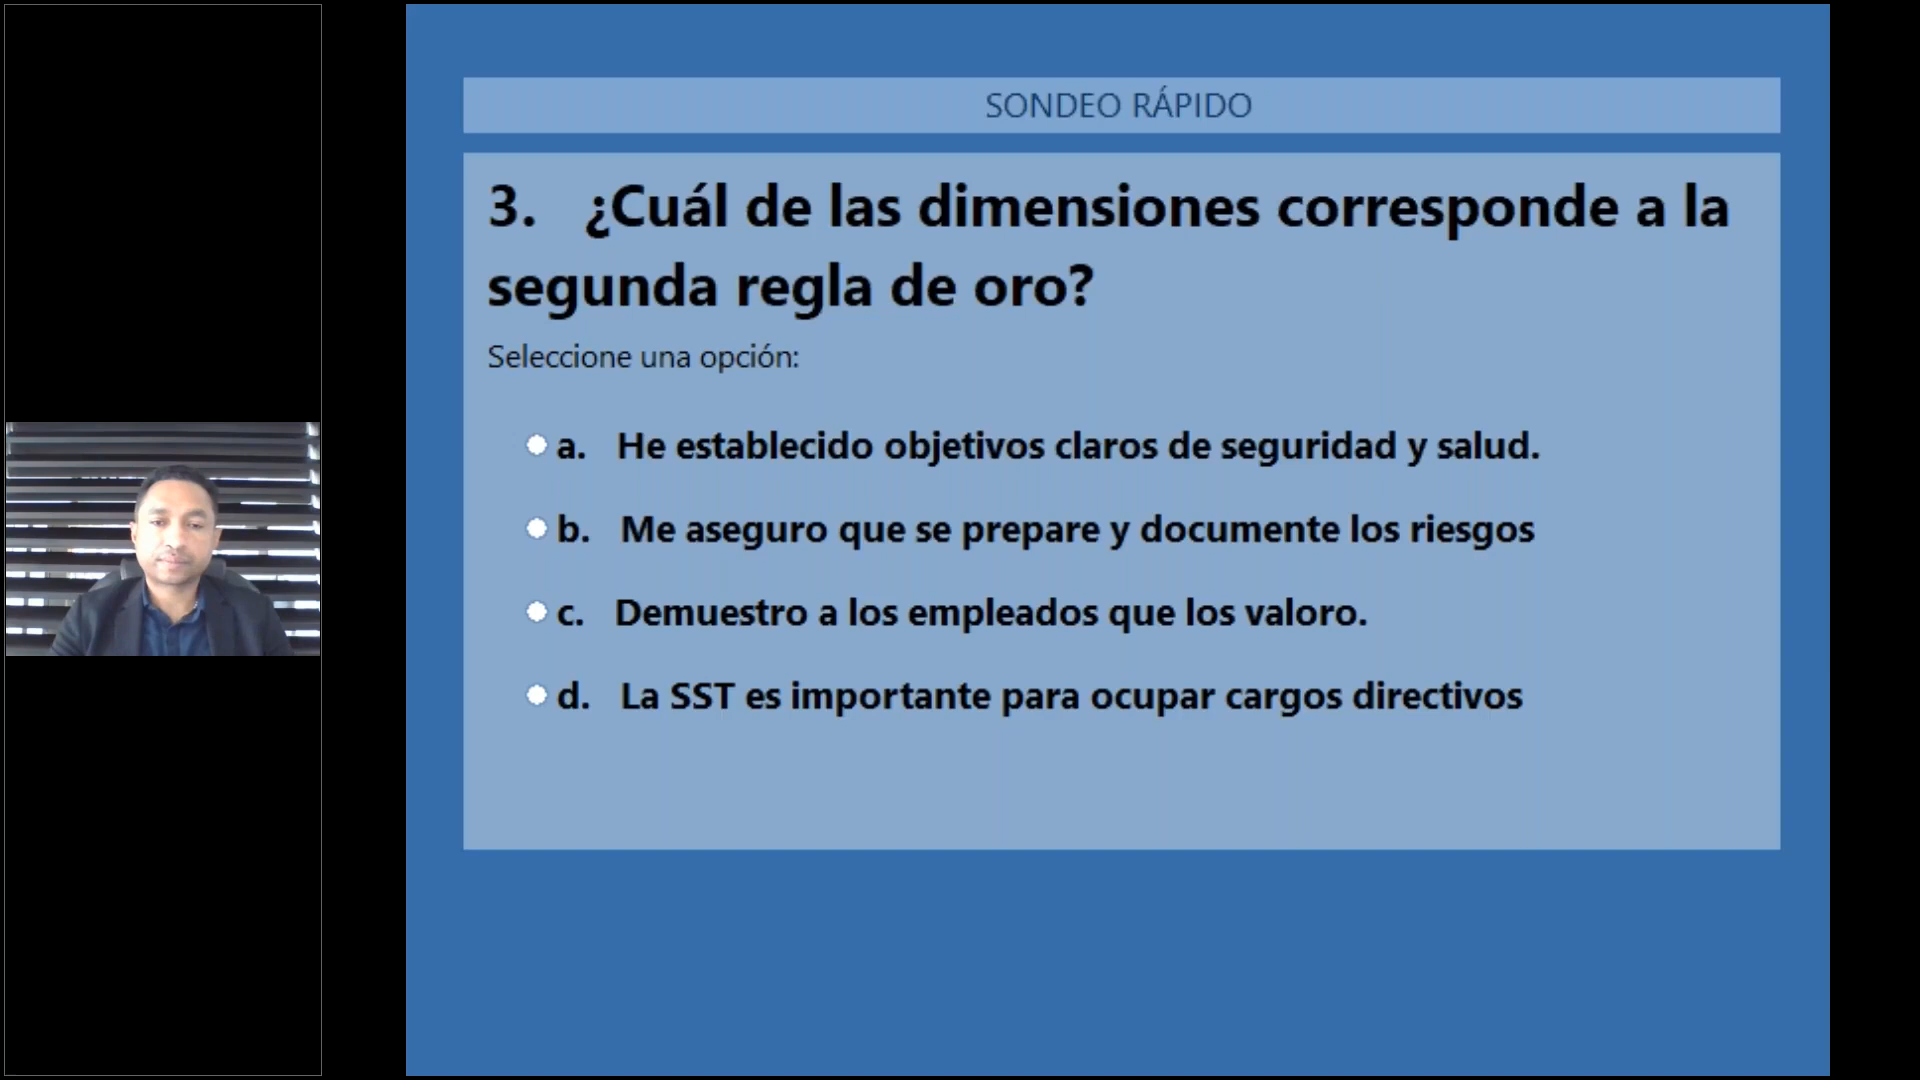 SONDEO RÁPIDO
3. ¿Cuál de las dimensiones corresponde a la
segunda regla de oro?
Seleccione una opción:
a. He establecido objetivos claros de seguridad y salud.
b. Me aseguro que se prepare y documente los riesgos
c. Demuestro a los empleados que los valoro.
d. La SST es importante para ocupar cargos directivos